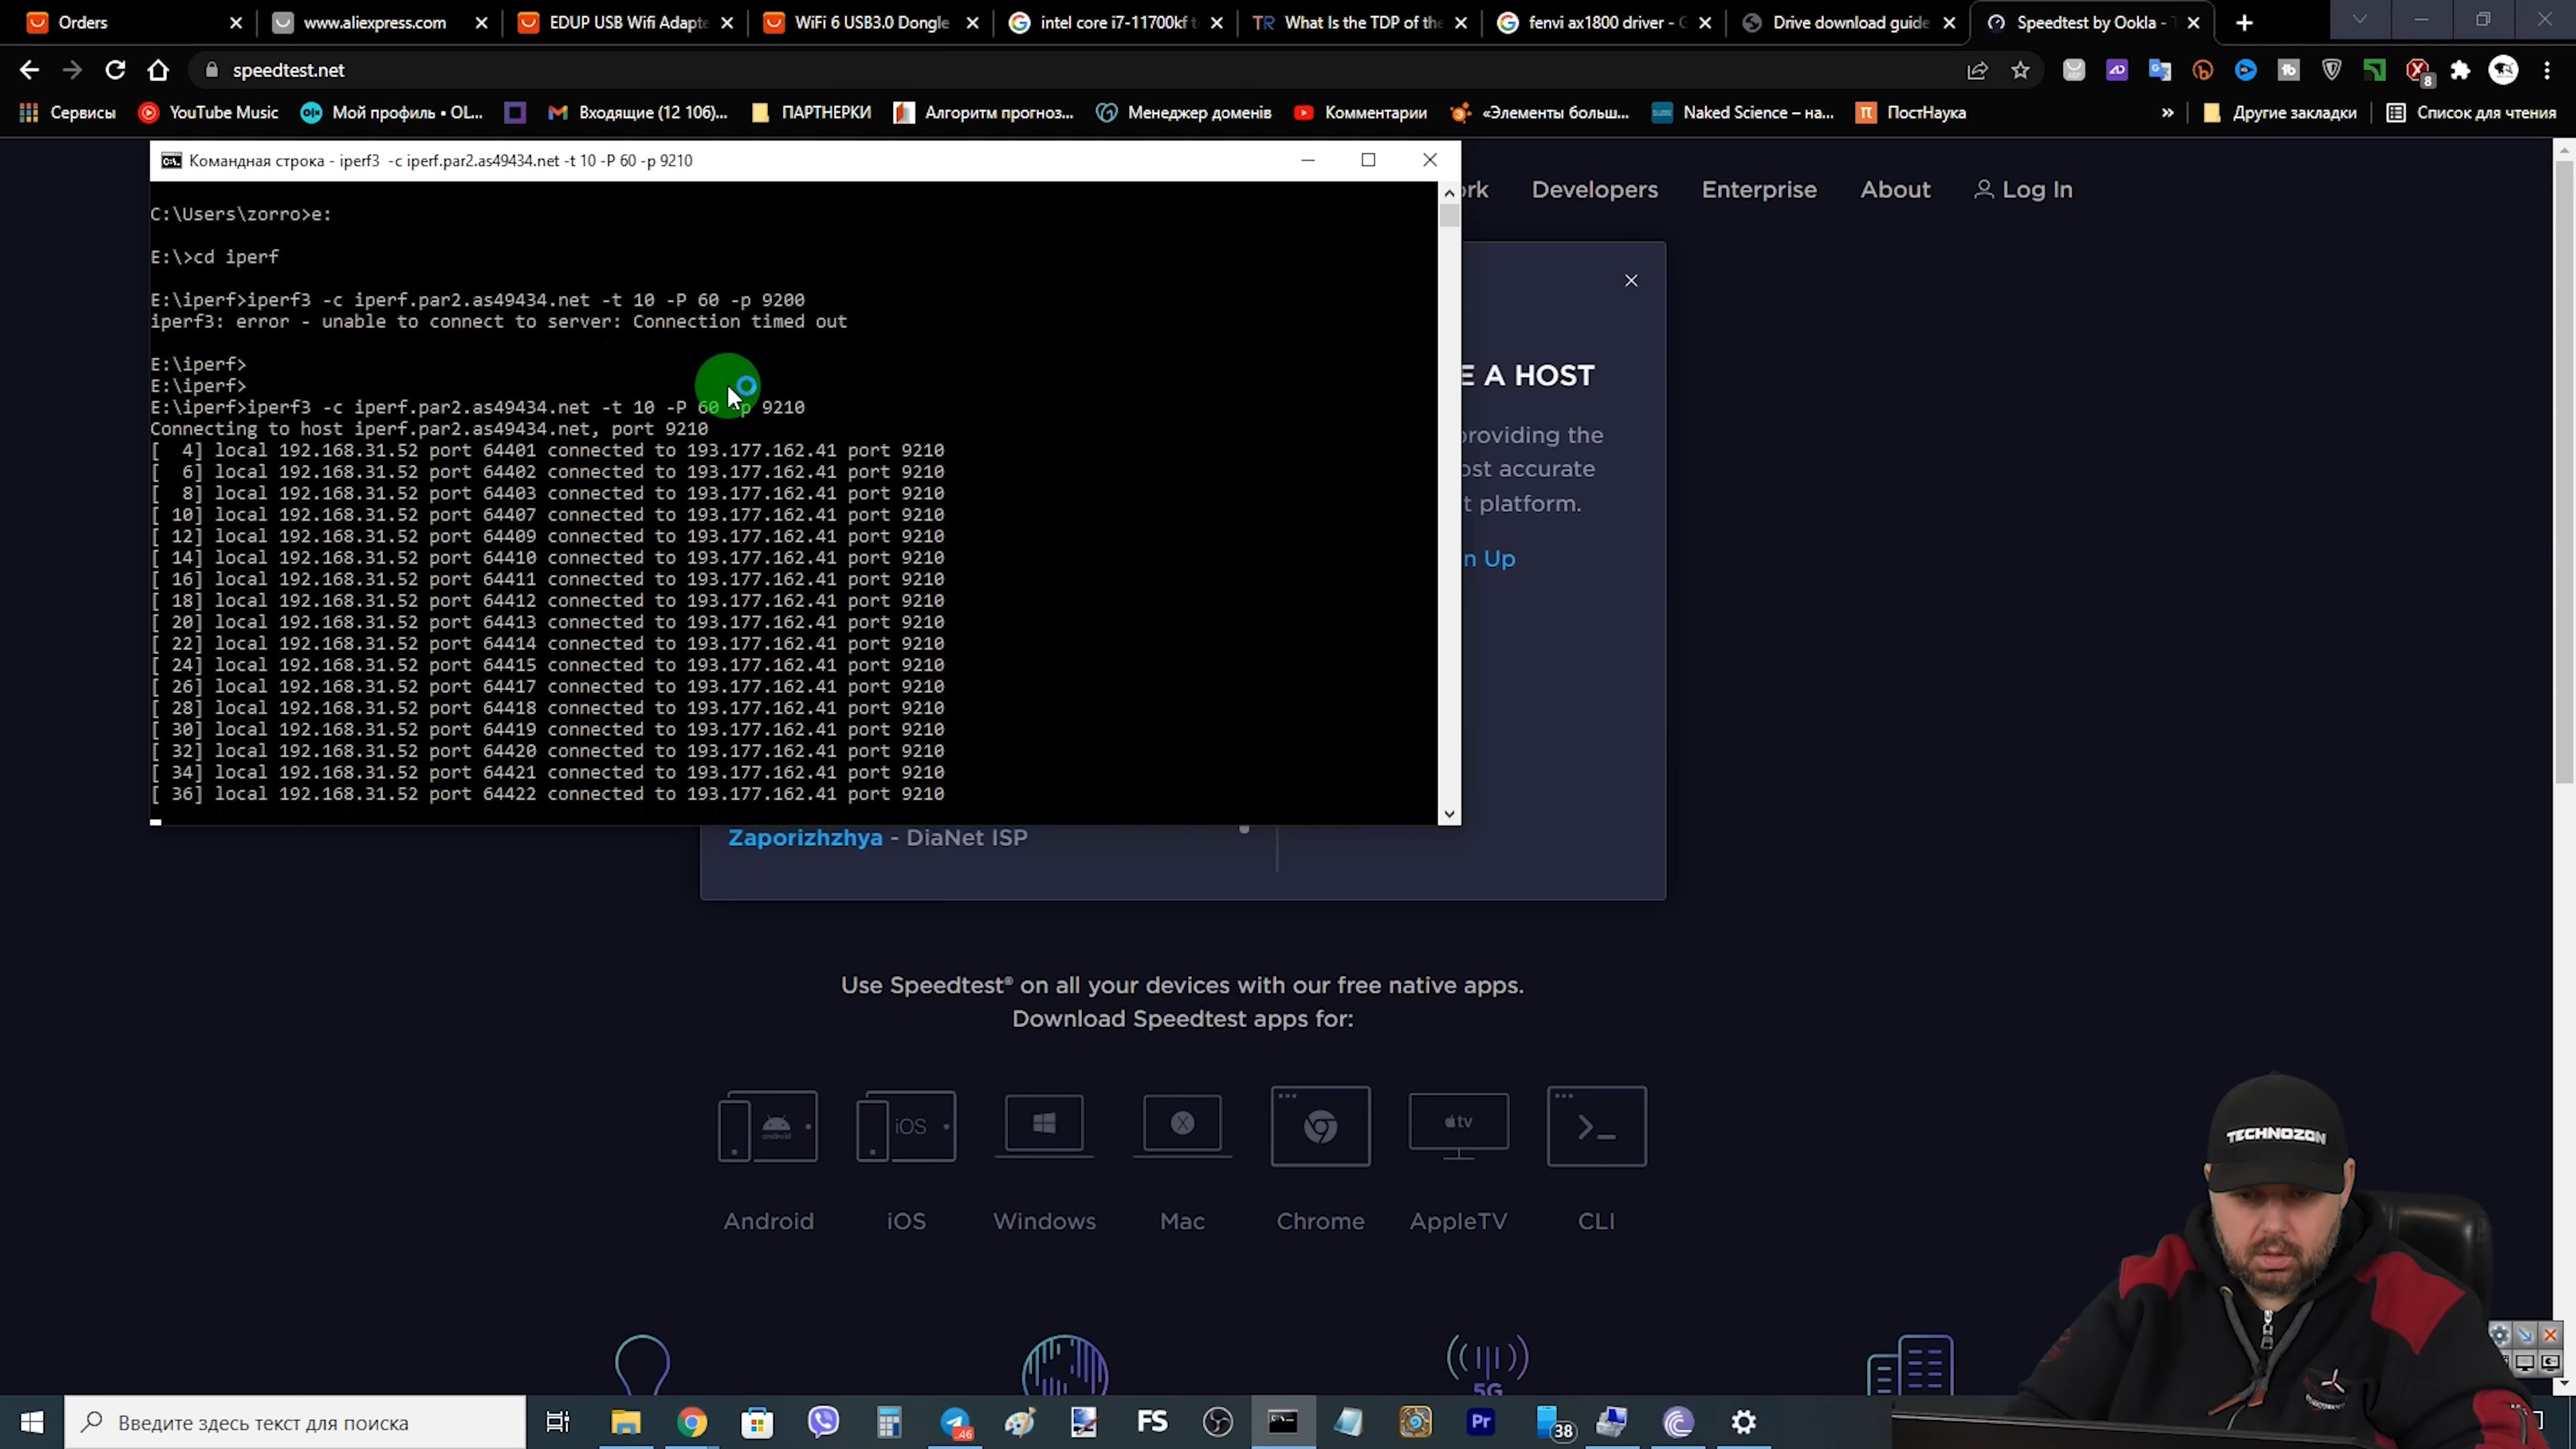 Orders
www.aliexpress.com
EDUP USB Wifi Adapte
WiFi 6 USB3.0 Dongle
intel core i7-11700kf t
What Is the TDP of the
fenvi ax1800 driver - G
Drive download guide
Speedtest by Ookla - T
speedtest.net
8
Сервисы
YouTube Music
Мой профиль • OL...
Входящие (12 106)...
ПАРТНЕРКИ
Алгоритм прогноз...
Менеджер доменів
Комментарии
«Элементы больш...
Naked Science – на...
ПостНаука
»
Другие закладки
Список для чтения
Командная строка - iperf3 -c iperf.par2.as49434.net -t 10 -P 60 -p 9210
rk
Developers
Enterprise
About
Log In
C:\Users\zorro>e:
E:\>cd iperf
E:\iperf>iperf3 -c iperf.par2.as49434.net -t 10 -P 60 -p 9200
iperf3: error - unable to connect to server: Connection timed out
E:\iperf>
E:\iperf>
E:\iperf>iperf3 -c iperf.par2.as49434.net -t 10 -P 60 -p 9210
Connecting to host iperf.par2.as49434.net, port 9210
[ 4] local 192.168.31.52 port 64401 connected to 193.177.162.41 port 9210
[ 6] local 192.168.31.52 port 64402 connected to 193.177.162.41 port 9210
[ 8] local 192.168.31.52 port 64403 connected to 193.177.162.41 port 9210
[ 10] local 192.168.31.52 port 64407 connected to 193.177.162.41 port 9210
[ 12] local 192.168.31.52 port 64409 connected to 193.177.162.41 port 9210
[ 14] local 192.168.31.52 port 64410 connected to 193.177.162.41 port 9210
[ 16] local 192.168.31.52 port 64411 connected to 193.177.162.41 port 9210
[ 18] local 192.168.31.52 port 64412 connected to 193.177.162.41 port 9210
[ 20] local 192.168.31.52 port 64413 connected to 193.177.162.41 port 9210
[ 22] local 192.168.31.52 port 64414 connected to 193.177.162.41 port 9210
[ 24] local 192.168.31.52 port 64415 connected to 193.177.162.41 port 9210
[ 26] local 192.168.31.52 port 64417 connected to 193.177.162.41 port 9210
[ 28] local 192.168.31.52 port 64418 connected to 193.177.162.41 port 9210
[ 30] local 192.168.31.52 port 64419 connected to 193.177.162.41 port 9210
[ 32] local 192.168.31.52 port 64420 connected to 193.177.162.41 port 9210
[ 34] local 192.168.31.52 port 64421 connected to 193.177.162.41 port 9210
[ 36] local 192.168.31.52 port 64422 connected to 193.177.162.41 port 9210
E A HOST
providing the
ost accurate
t platform.
n Up
Zaporizhzhya - DiaNet ISP
Use Speedtest® on all your devices with our free native apps.
Download Speedtest apps for:
android
iOS
tv
Android
iOS
Windows
Mac
Chrome
AppleTV
CLI
TECHNOZON
5G
Введите здесь текст для поиска
46
FS
Pr
38